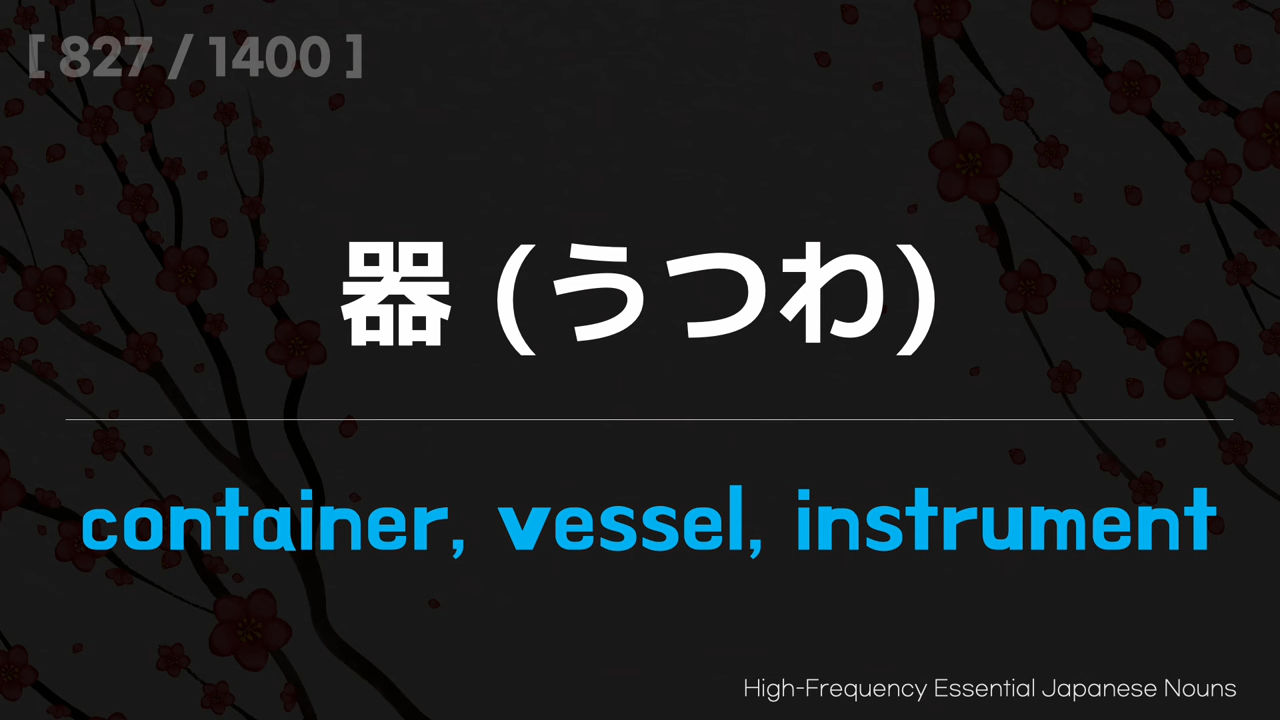 [ 827 / 1400 ]
器 (うつわ)
container, vessel, instrument
High-Frequency Essential Japanese Nouns